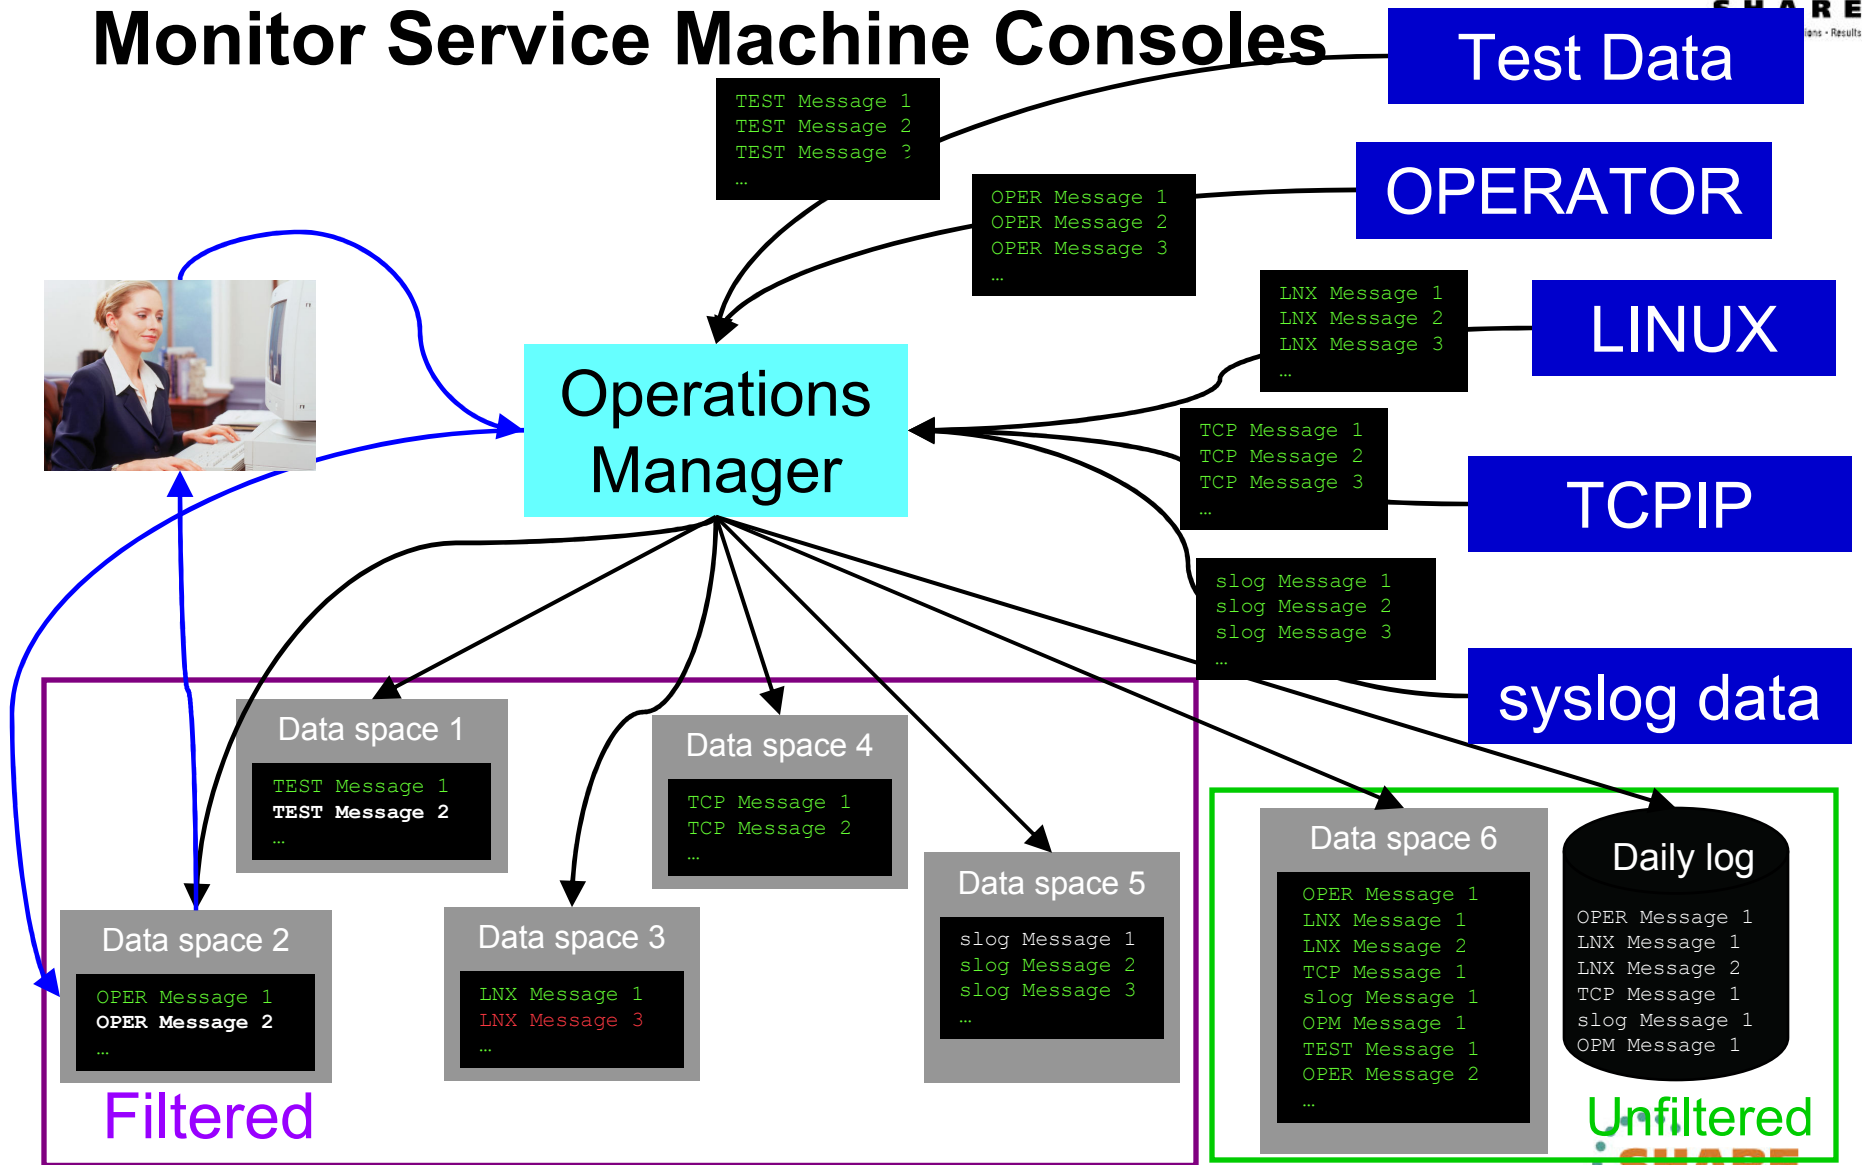 Monitor Service Machine Consoles
SHARE
Results
Test Data
TEST Message 1
TEST Message 2
TEST Message 3
…
OPERATOR
OPER Message 1
OPER Message 2
OPER Message 3
…
LINUX
LNX Message 1
LNX Message 2
LNX Message 3
…
Operations
Manager
TCPIP
TCP Message 1
TCP Message 2
TCP Message 3
…
syslog data
slog Message 1
slog Message 2
slog Message 3
…
Data space 1
TEST Message 1
TEST Message 2
…
Data space 4
TCP Message 1
TCP Message 2
…
Data space 2
OPER Message 1
OPER Message 2
…
Data space 3
LNX Message 1
LNX Message 3
…
Data space 5
slog Message 1
slog Message 2
slog Message 3
…
Filtered
Data space 6
OPER Message 1
LNX Message 1
LNX Message 2
TCP Message 1
slog Message 1
OPM Message 1
TEST Message 1
OPER Message 2
…
Daily log
OPER Message 1
LNX Message 1
LNX Message 2
TCP Message 1
slog Message 1
OPM Message 1
Unfiltered
SHARE